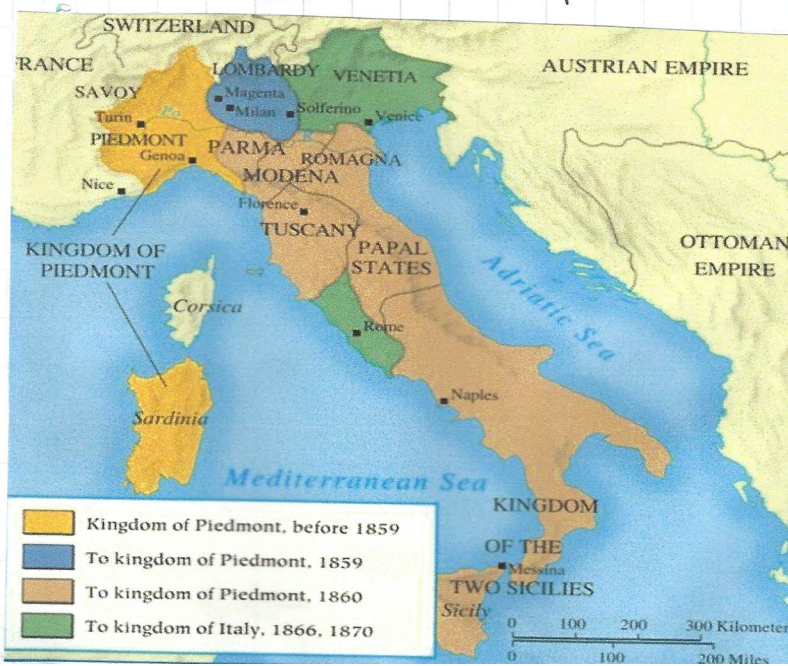 SWITZERLAND
FRANCE
LOMBARDY
VENETIA
AUSTRIAN EMPIRE
SAVOY
Magenta
Milan
Solferino
Venice
Turin
Po
PIEDMONT
Genoa
PARMA
ROMAGNA
MODENA
Nice
Florence
TUSCANY
KINGDOM OF
PIEDMONT
PAPAL
STATES
OTTOMAN
EMPIRE
Adriatic Sea
Corsica
Rome
Sardinia
Naples
Mediterranean Sea
KINGDOM
OF THE
TWO SICILIES
Messina
Sicily
Kingdom of Piedmont, before 1859
To kingdom of Piedmont, 1859
To kingdom of Piedmont, 1860
To kingdom of Italy, 1866, 1870
0 100 200 300 Kilometer
0 100 200 Miles